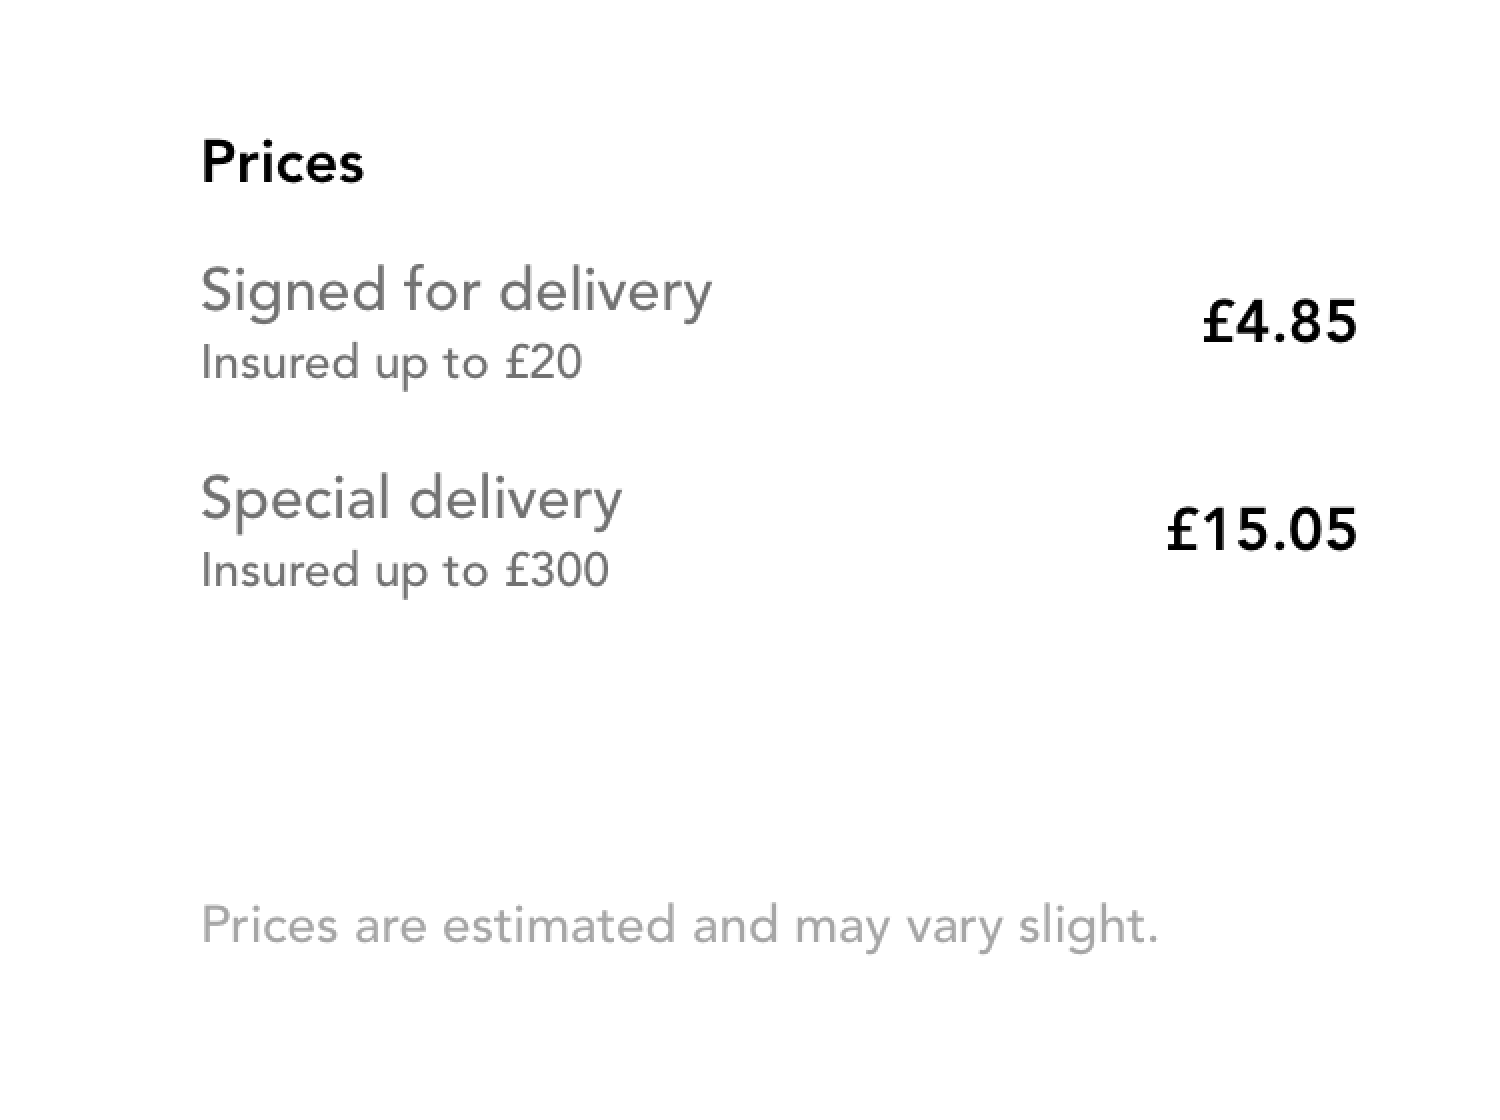 Prices
Signed for delivery
£4.85
Insured up to £20
Special delivery
£15.05
Insured up to £300
Prices are estimated and may vary slight.